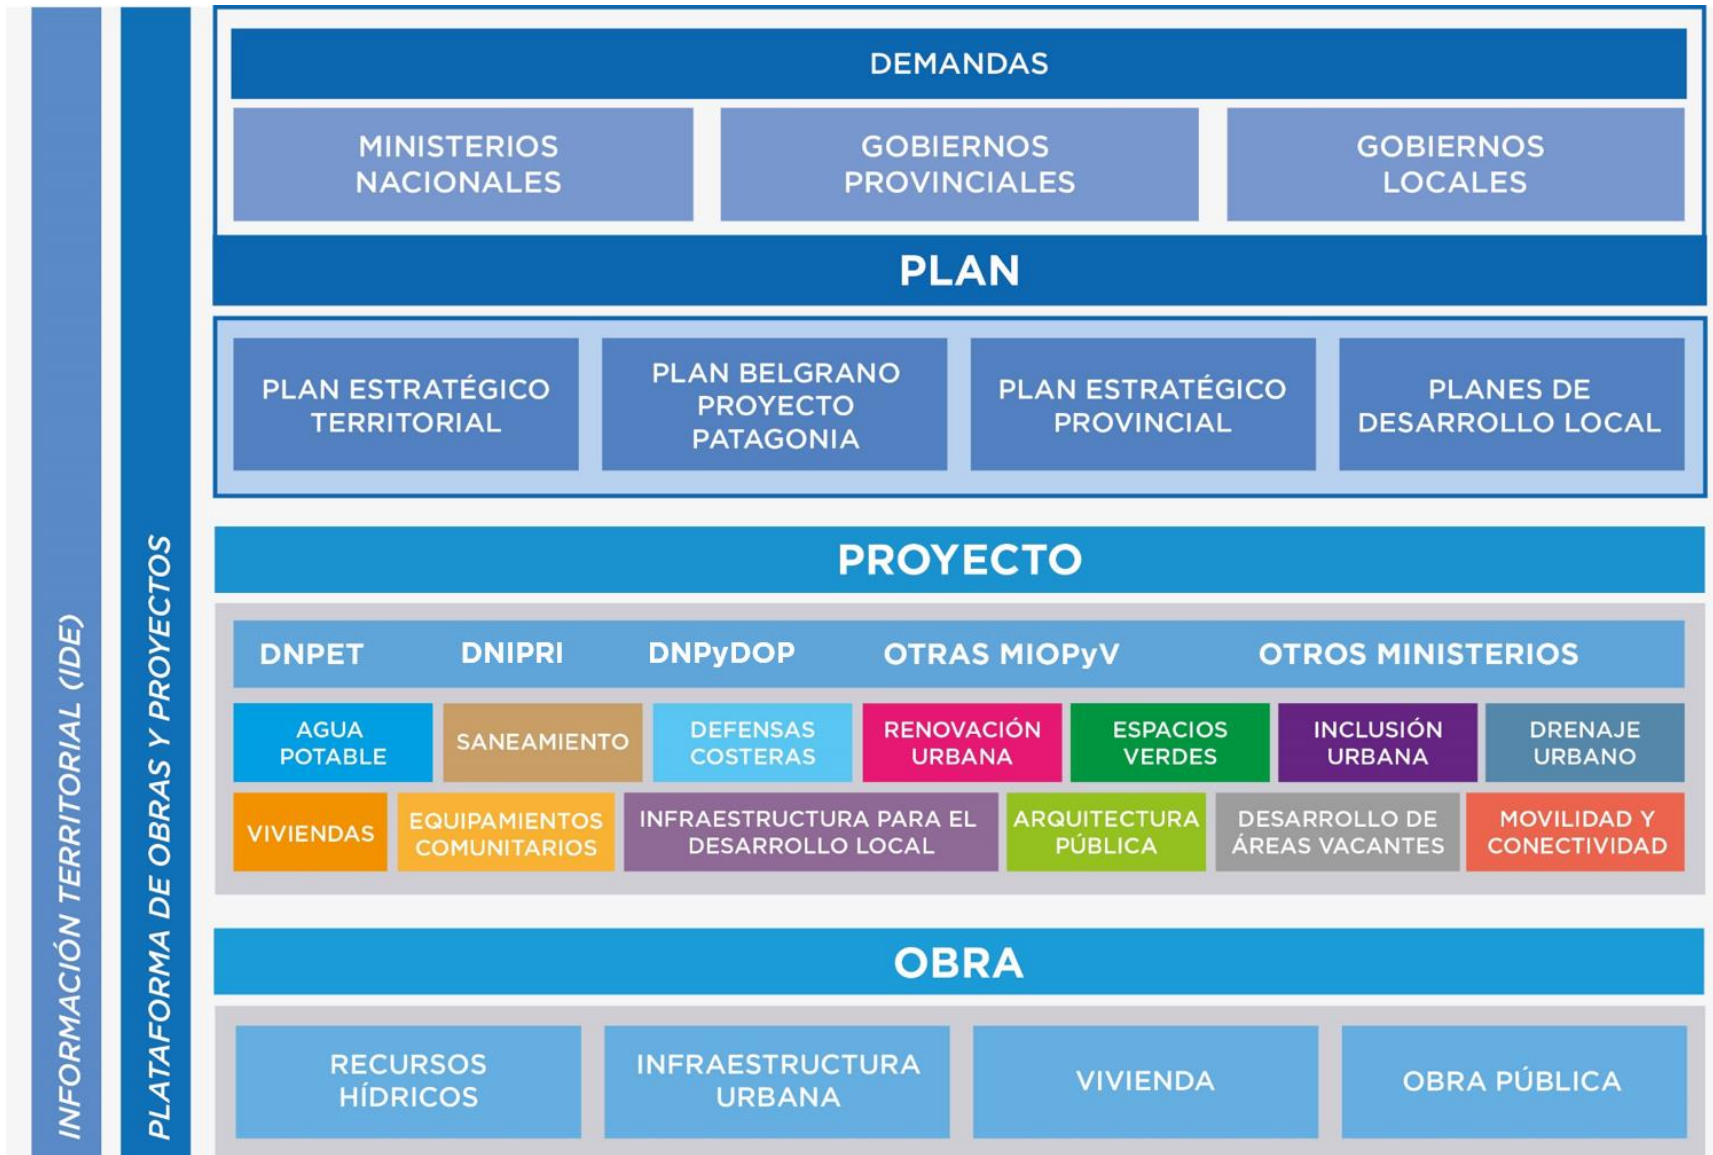 INFORMACIÓN TERRITORIAL (IDE)
PLATAFORMA DE OBRAS Y PROYECTOS
DEMANDAS
MINISTERIOS
NACIONALES
GOBIERNOS
PROVINCIALES
GOBIERNOS
LOCALES
PLAN
PLAN ESTRATÉGICO
TERRITORIAL
PLAN BELGRANO
PROYECTO
PATAGONIA
PLAN ESTRATÉGICO
PROVINCIAL
PLANES DE
DESARROLLO LOCAL
PROYECTO
DNPET
DNIPRI
DNPyDOP
OTRAS MIOPyV
OTROS MINISTERIOS
AGUA
POTABLE
SANEAMIENTO
DEFENSAS
COSTERAS
RENOVACIÓN
URBANA
ESPACIOS
VERDES
INCLUSIÓN
URBANA
DRENAJE
URBANO
VIVIENDAS
EQUIPAMIENTOS
COMUNITARIOS
INFRAESTRUCTURA PARA EL
DESARROLLO LOCAL
ARQUITECTURA
PÚBLICA
DESARROLLO DE
ÁREAS VACANTES
MOVILIDAD Y
CONECTIVIDAD
OBRA
RECURSOS
HÍDRICOS
INFRAESTRUCTURA
URBANA
VIVIENDA
OBRA PÚBLICA